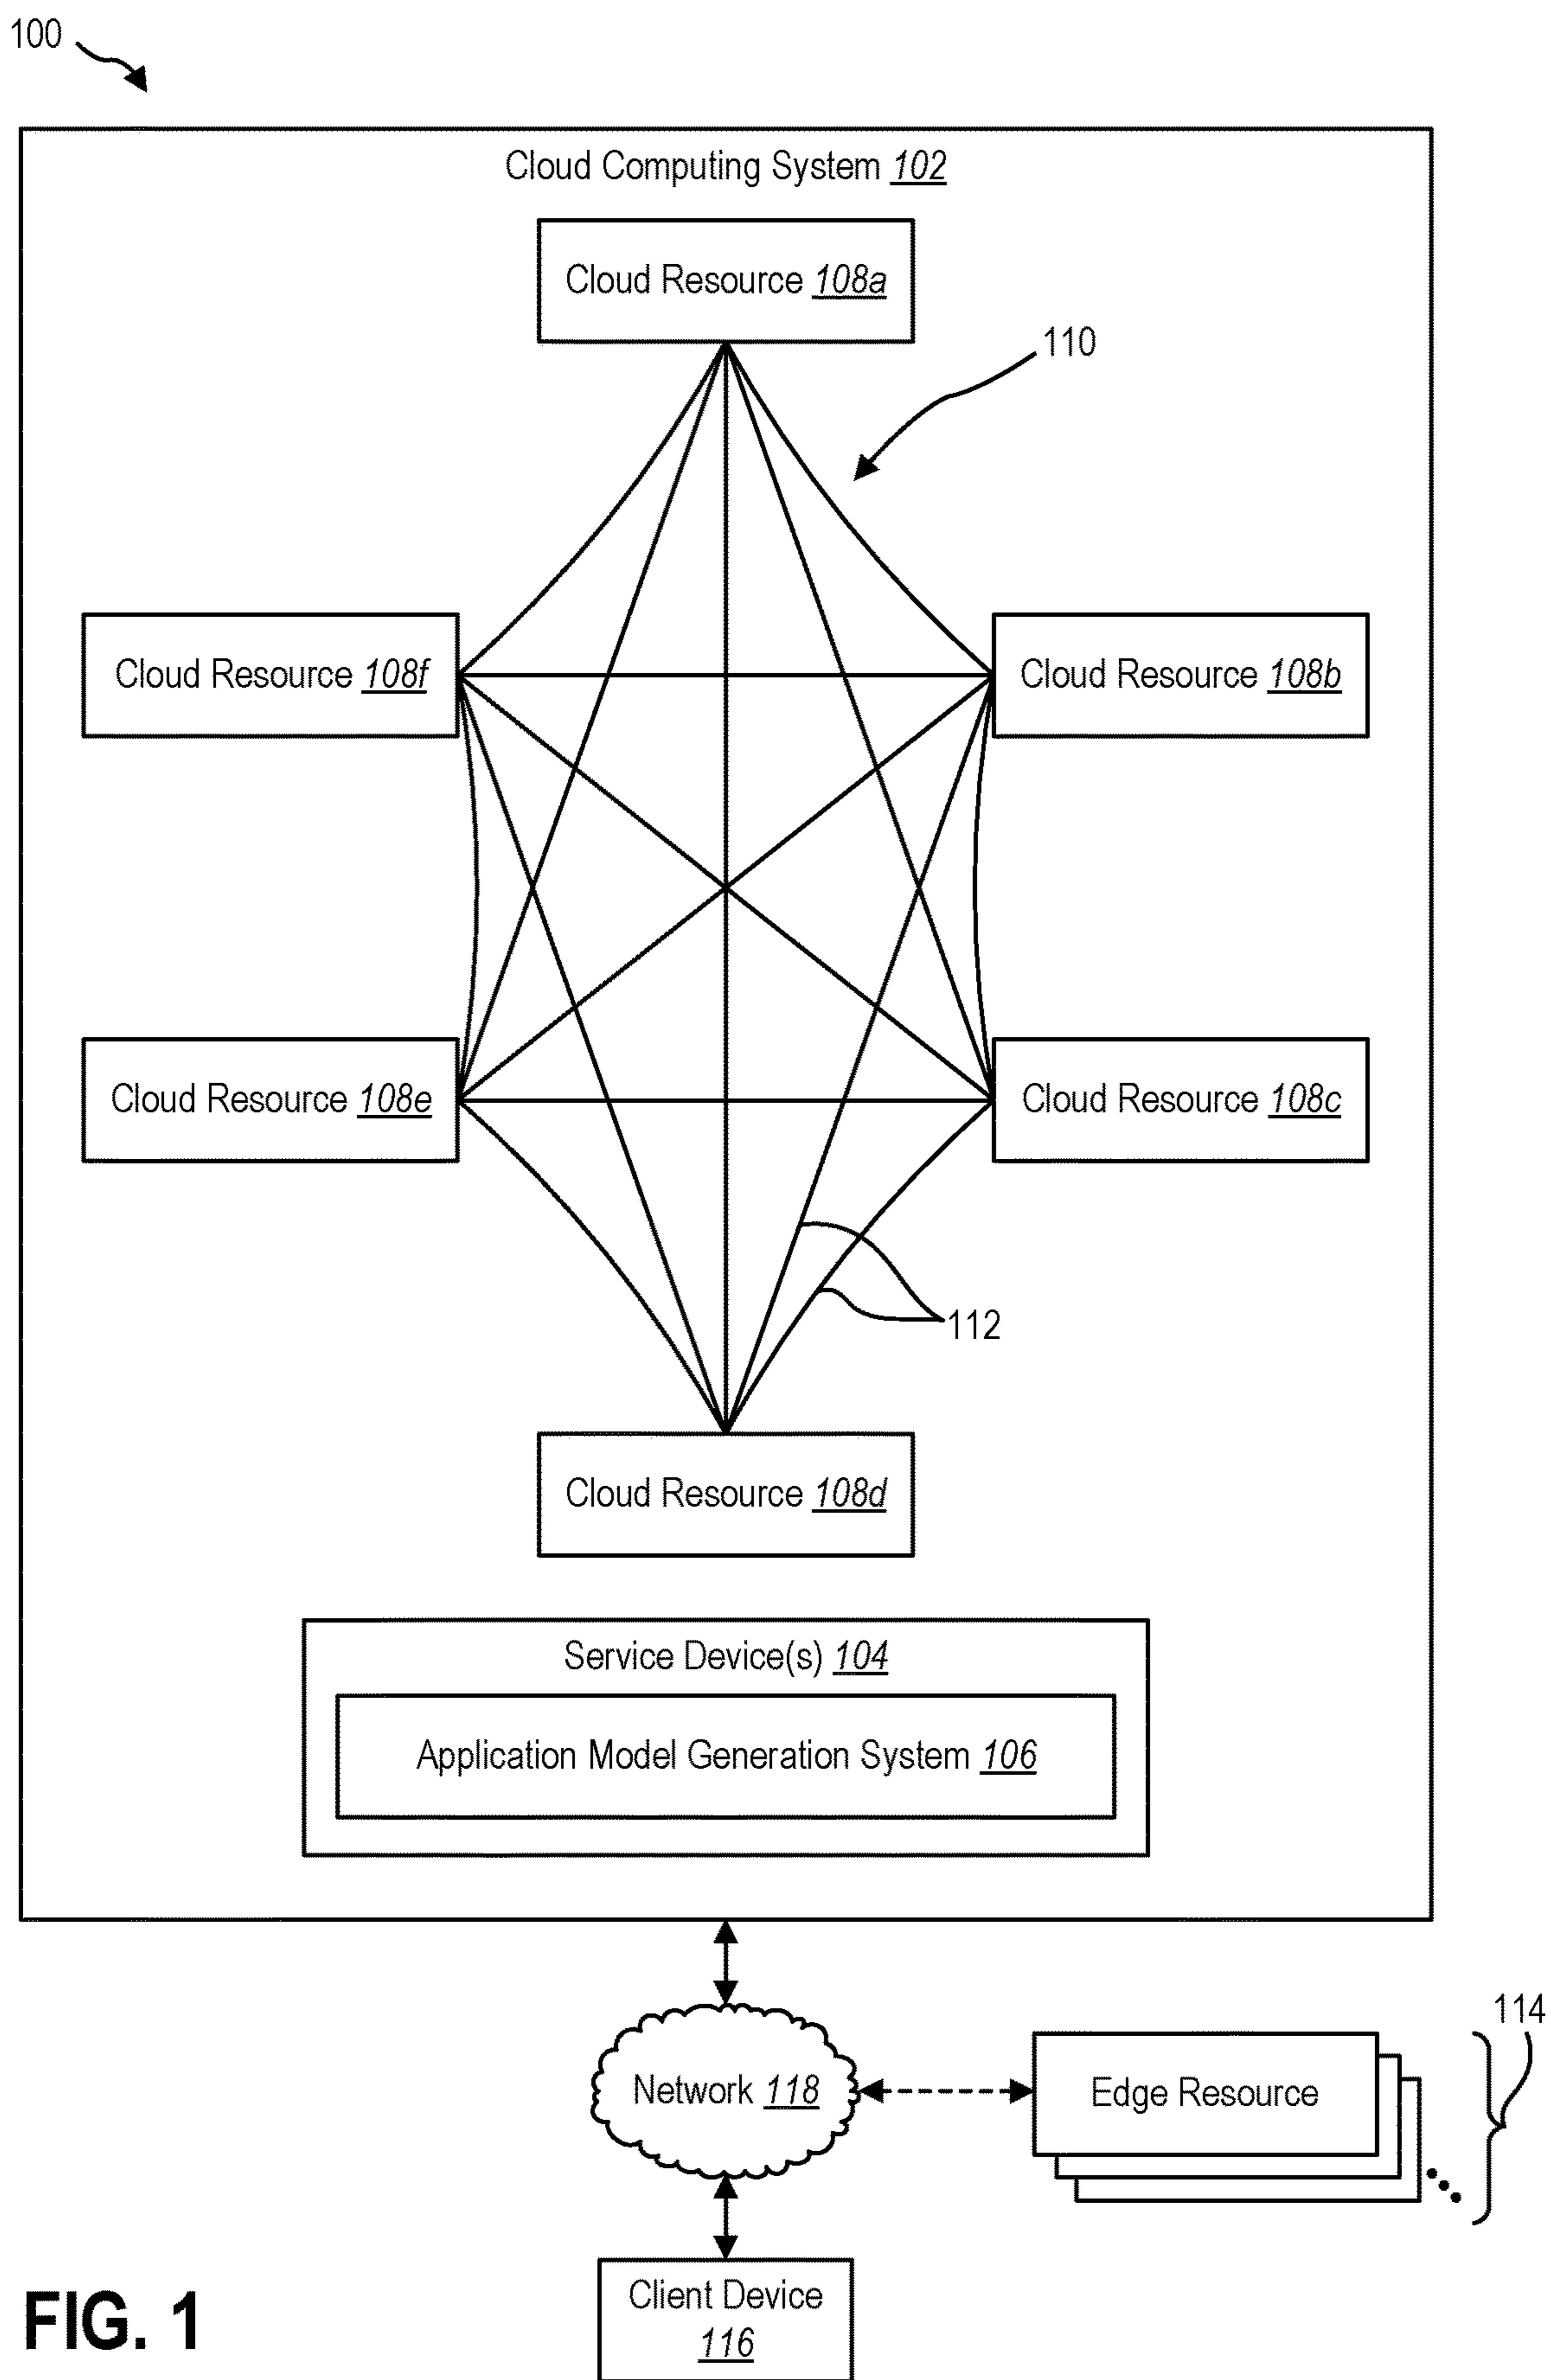 100
Cloud Computing System 102
Cloud Resource 108a
110
Cloud Resource 108f
Cloud Resource 108b
Cloud Resource 108e
Cloud Resource 108c
112
Cloud Resource 108d
Service Device(s) 104
Application Model Generation System 106
114
Network 118
Edge Resource
Client Device
116
FIG. 1